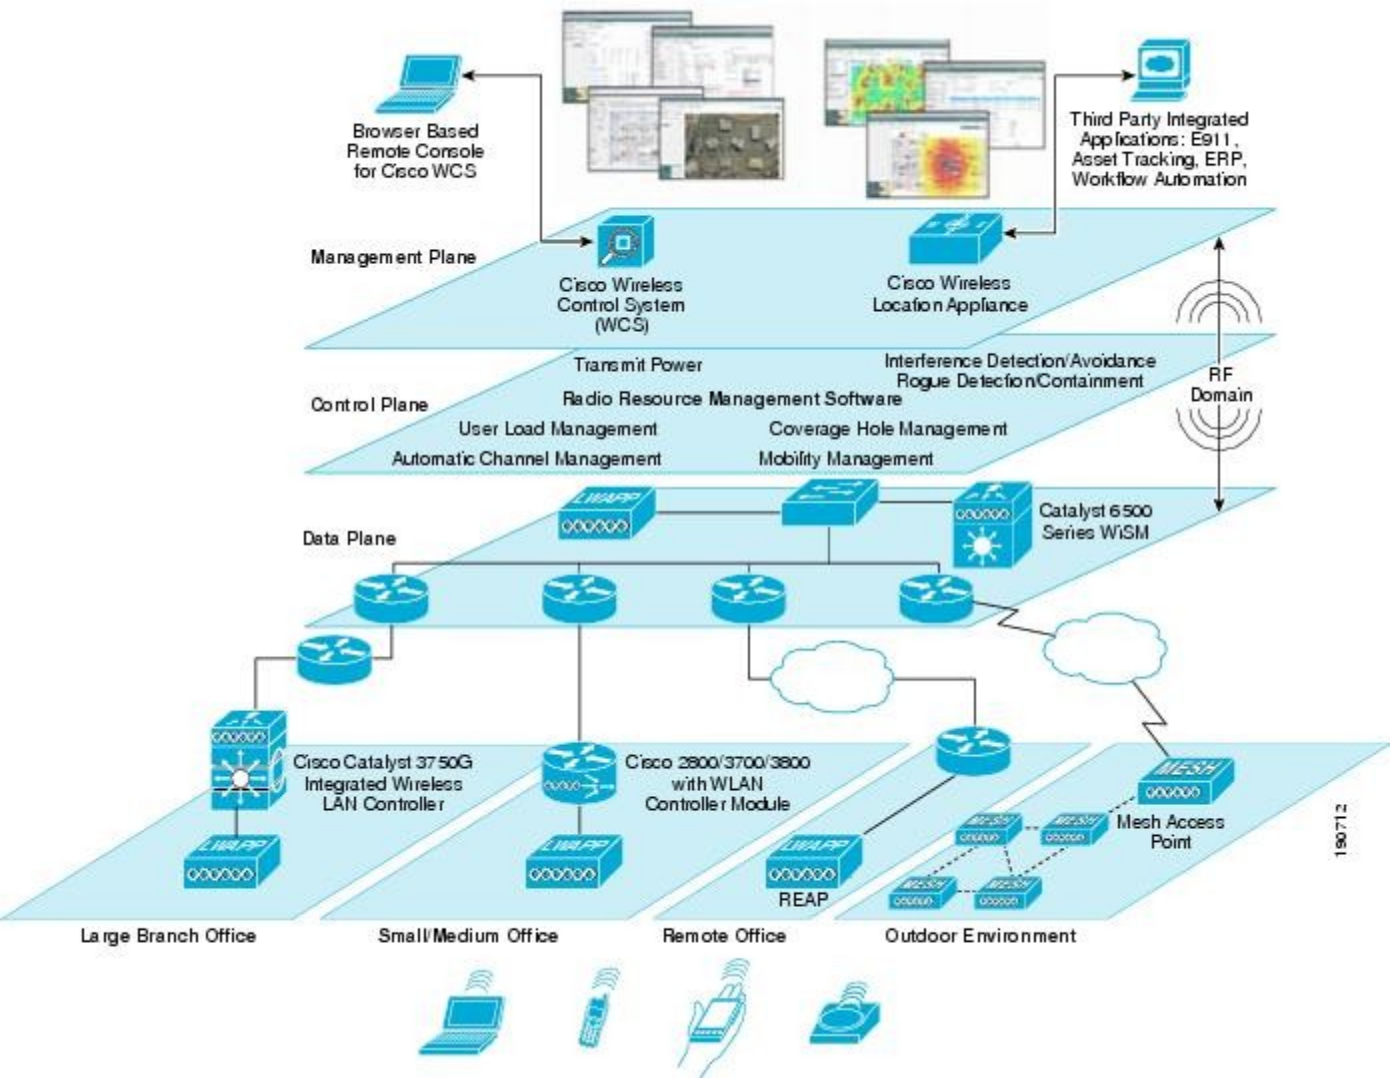 Browser Based
Remote Console
for Cisco WCS
Third Party Integrated
Applications: E911,
Asset Tracking, ERP,
Workflow Automation
Management Plane
Cisco Wireless
Control System
(WCS)
Cisco Wireless
Location Appliance
Transmit Power
Interference Detection/Avoidance
Rogue Detection/Containment
Control Plane
Radio Resource Management Software
User Load Management
Coverage Hole Management
Automatic Channel Management
Mobility Management
RF
Domain
Data Plane
LWAPP
Catalyst 6500
Series WiSM
Cisco Catalyst 3750G
Integrated Wireless
LAN Controller
LWAPP
Cisco 2800/3700/3800
with WLAN
Controller Module
LWAPP
LWAPP
REAP
MESH
Mesh Access
Point
MESH
MESH
MESH
MESH
190712
Large Branch Office
Small/Medium Office
Remote Office
Outdoor Environment